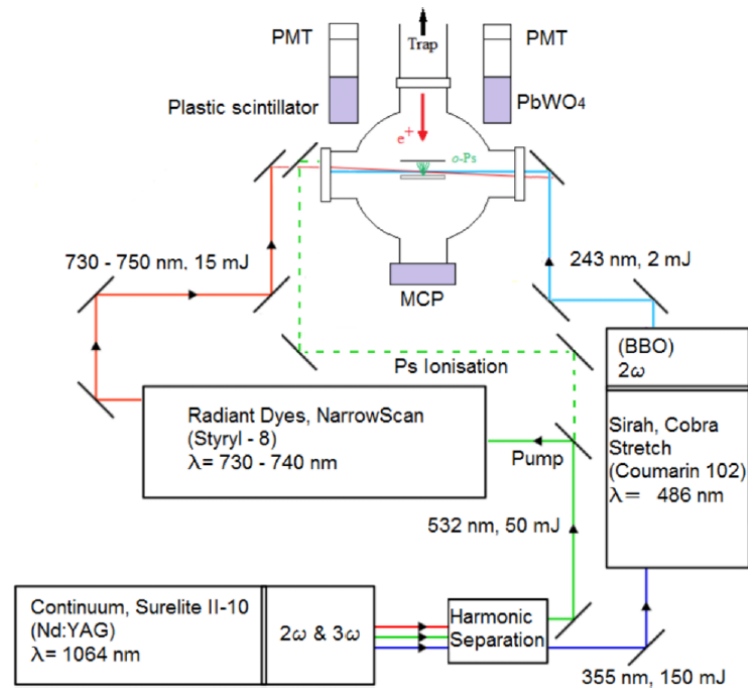 PMT
Trap
PMT
Plastic scintillator
PbWO4
e+
o-Ps
730 - 750 nm, 15 mJ
243 nm, 2 mJ
MCP
Ps Ionisation
(BBO)
2ω
Radiant Dyes, NarrowScan
(Styryl - 8)
λ= 730 - 740 nm
Pump
Sirah, Cobra
Stretch
(Coumarin 102)
λ= 486 nm
532 nm, 50 mJ
Continuum, Surelite II-10
(Nd:YAG)
λ= 1064 nm
2ω & 3ω
Harmonic
Separation
355 nm, 150 mJ